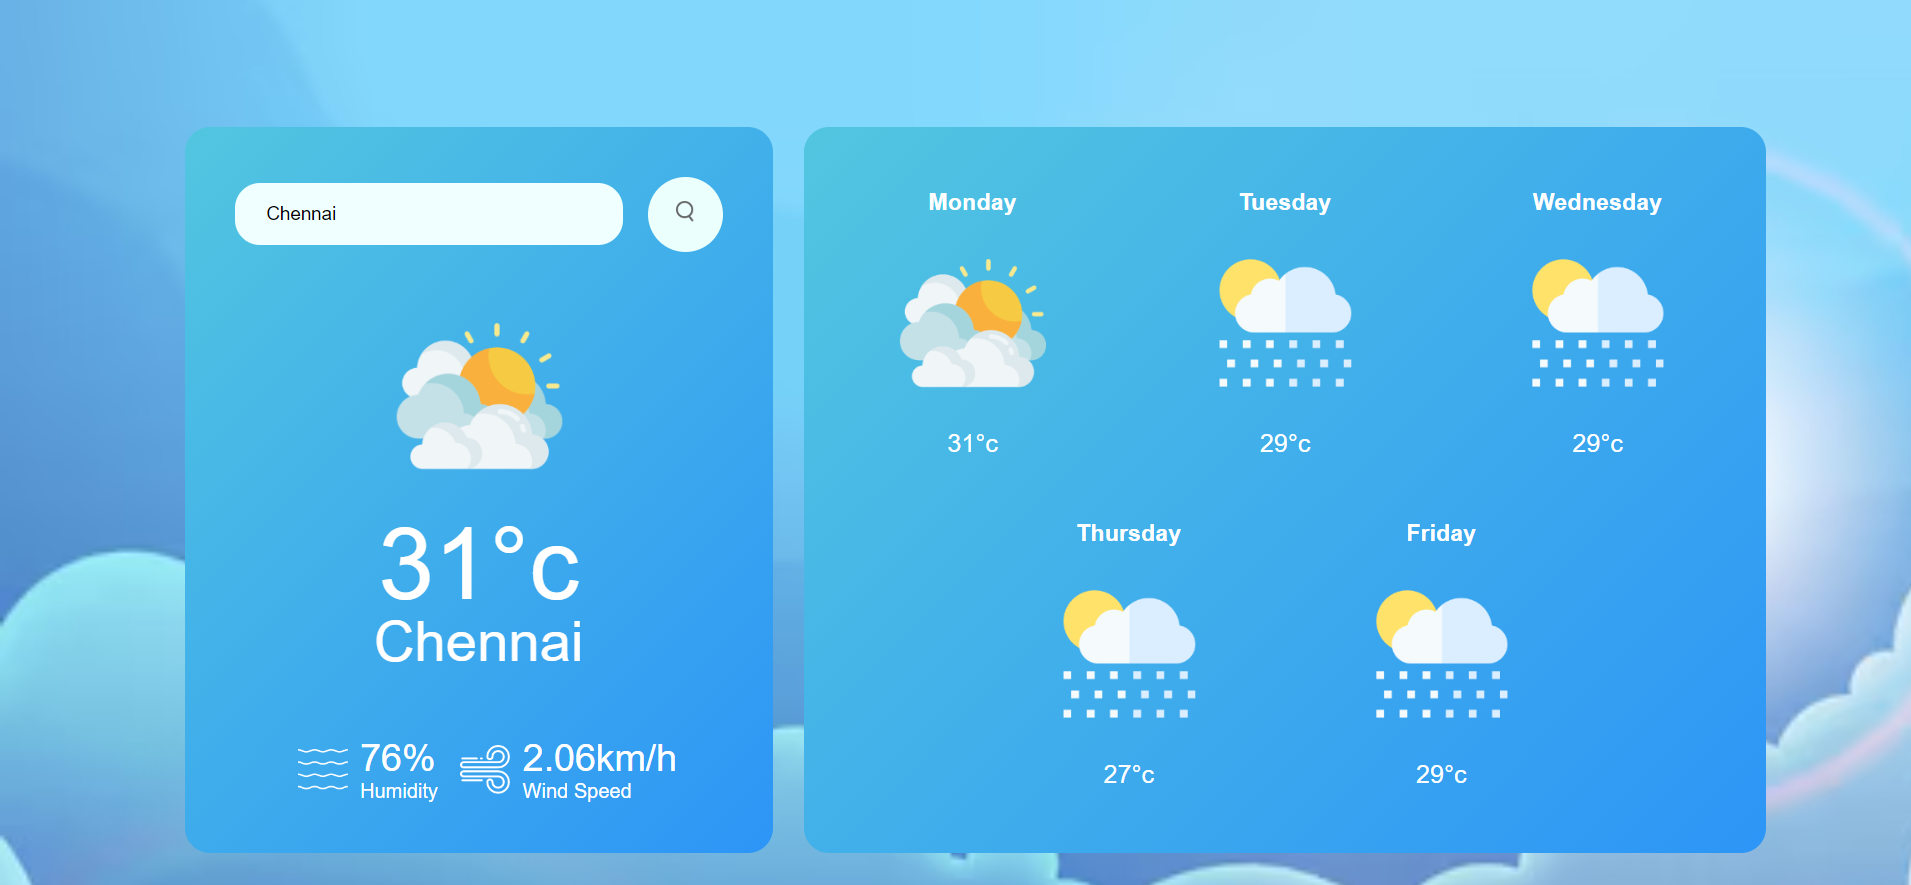 Chennai
31°c
Chennai
76%
Humidity
2.06km/h
Wind Speed
Monday
31°c
Tuesday
29°c
Wednesday
29°c
Thursday
27°c
Friday
29°c